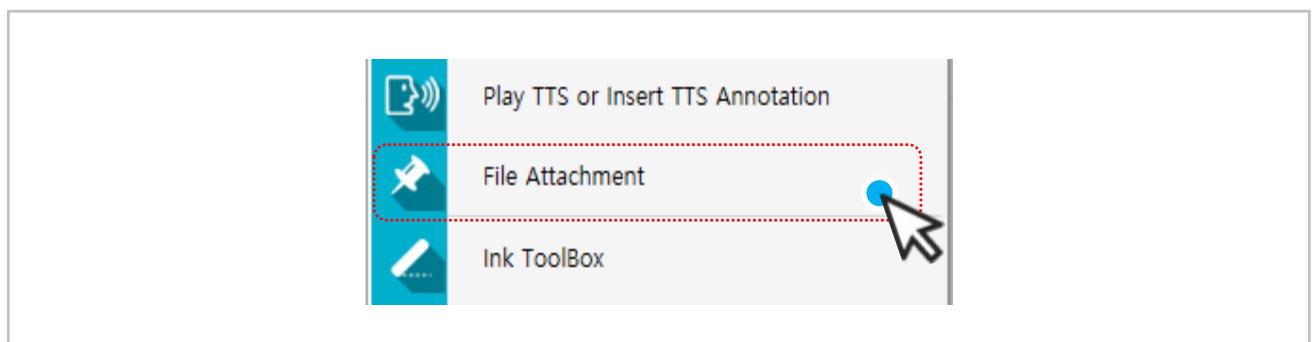 Play TTS or Insert TTS Annotation
File Attachment
Ink ToolBox